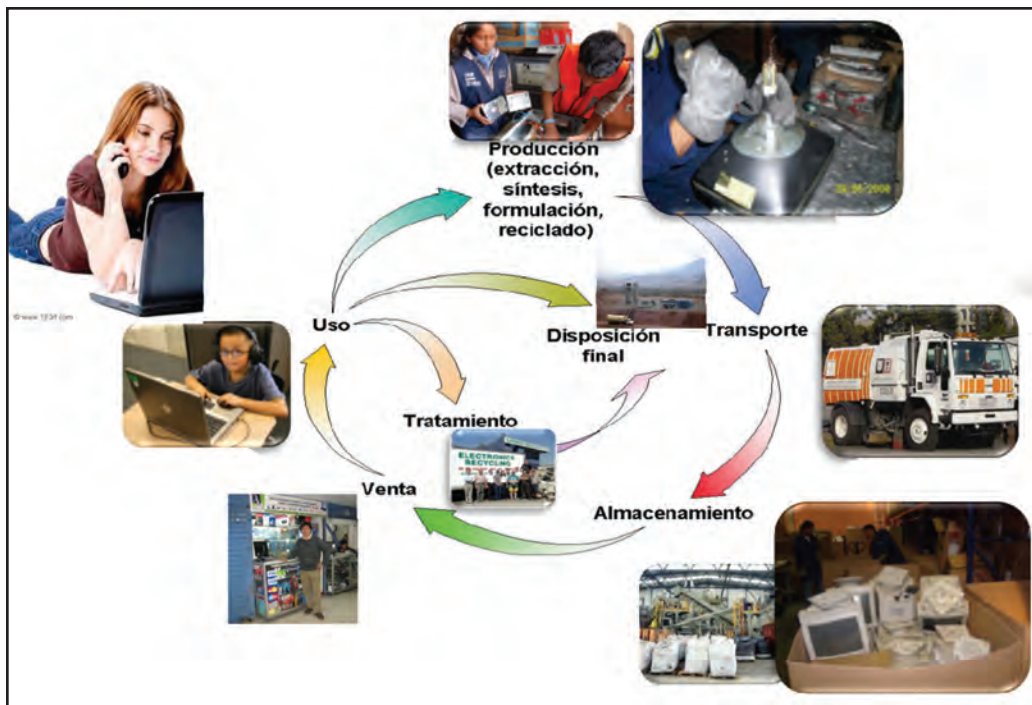 Producción
(extracción,
síntesis,
formulación,
reciclado)
Uso
Disposición
final
Transporte
Tratamiento
ELECTRONICS
RECYCLING
Venta
Almacenamiento